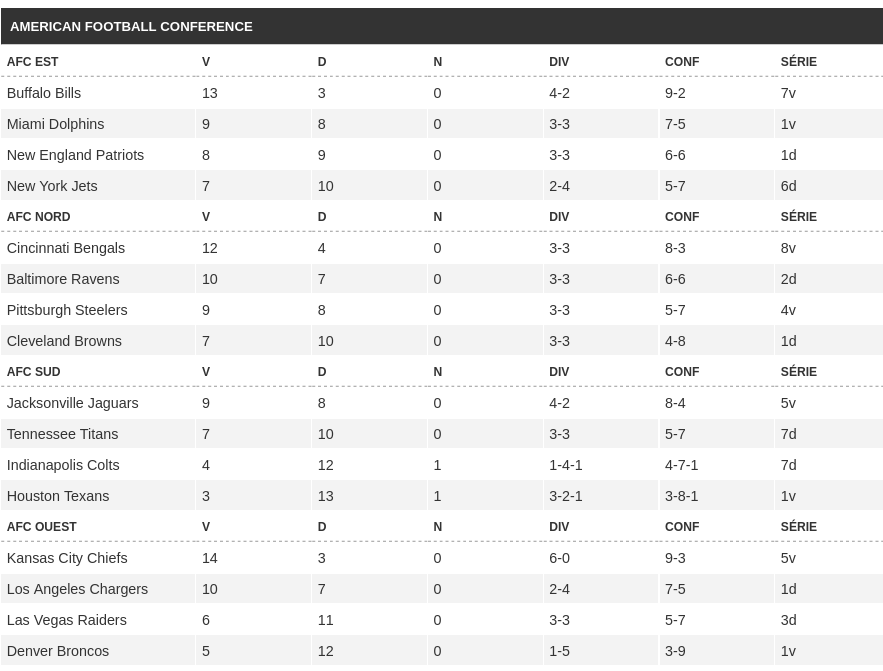 AMERICAN FOOTBALL CONFERENCE
AFC EST V D N DIV CONF SÉRIE
Buffalo Bills 13 3 0 4-2 9-2 7v
Miami Dolphins 9 8 0 3-3 7-5 1v
New England Patriots 8 9 0 3-3 6-6 1d
New York Jets 7 10 0 2-4 5-7 6d
AFC NORD V D N DIV CONF SÉRIE
Cincinnati Bengals 12 4 0 3-3 8-3 8v
Baltimore Ravens 10 7 0 3-3 6-6 2d
Pittsburgh Steelers 9 8 0 3-3 5-7 4v
Cleveland Browns 7 10 0 3-3 4-8 1d
AFC SUD V D N DIV CONF SÉRIE
Jacksonville Jaguars 9 8 0 4-2 8-4 5v
Tennessee Titans 7 10 0 3-3 5-7 7d
Indianapolis Colts 4 12 1 1-4-1 4-7-1 7d
Houston Texans 3 13 1 3-2-1 3-8-1 1v
AFC OUEST V D N DIV CONF SÉRIE
Kansas City Chiefs 14 3 0 6-0 9-3 5v
Los Angeles Chargers 10 7 0 2-4 7-5 1d
Las Vegas Raiders 6 11 0 3-3 5-7 3d
Denver Broncos 5 12 0 1-5 3-9 1v